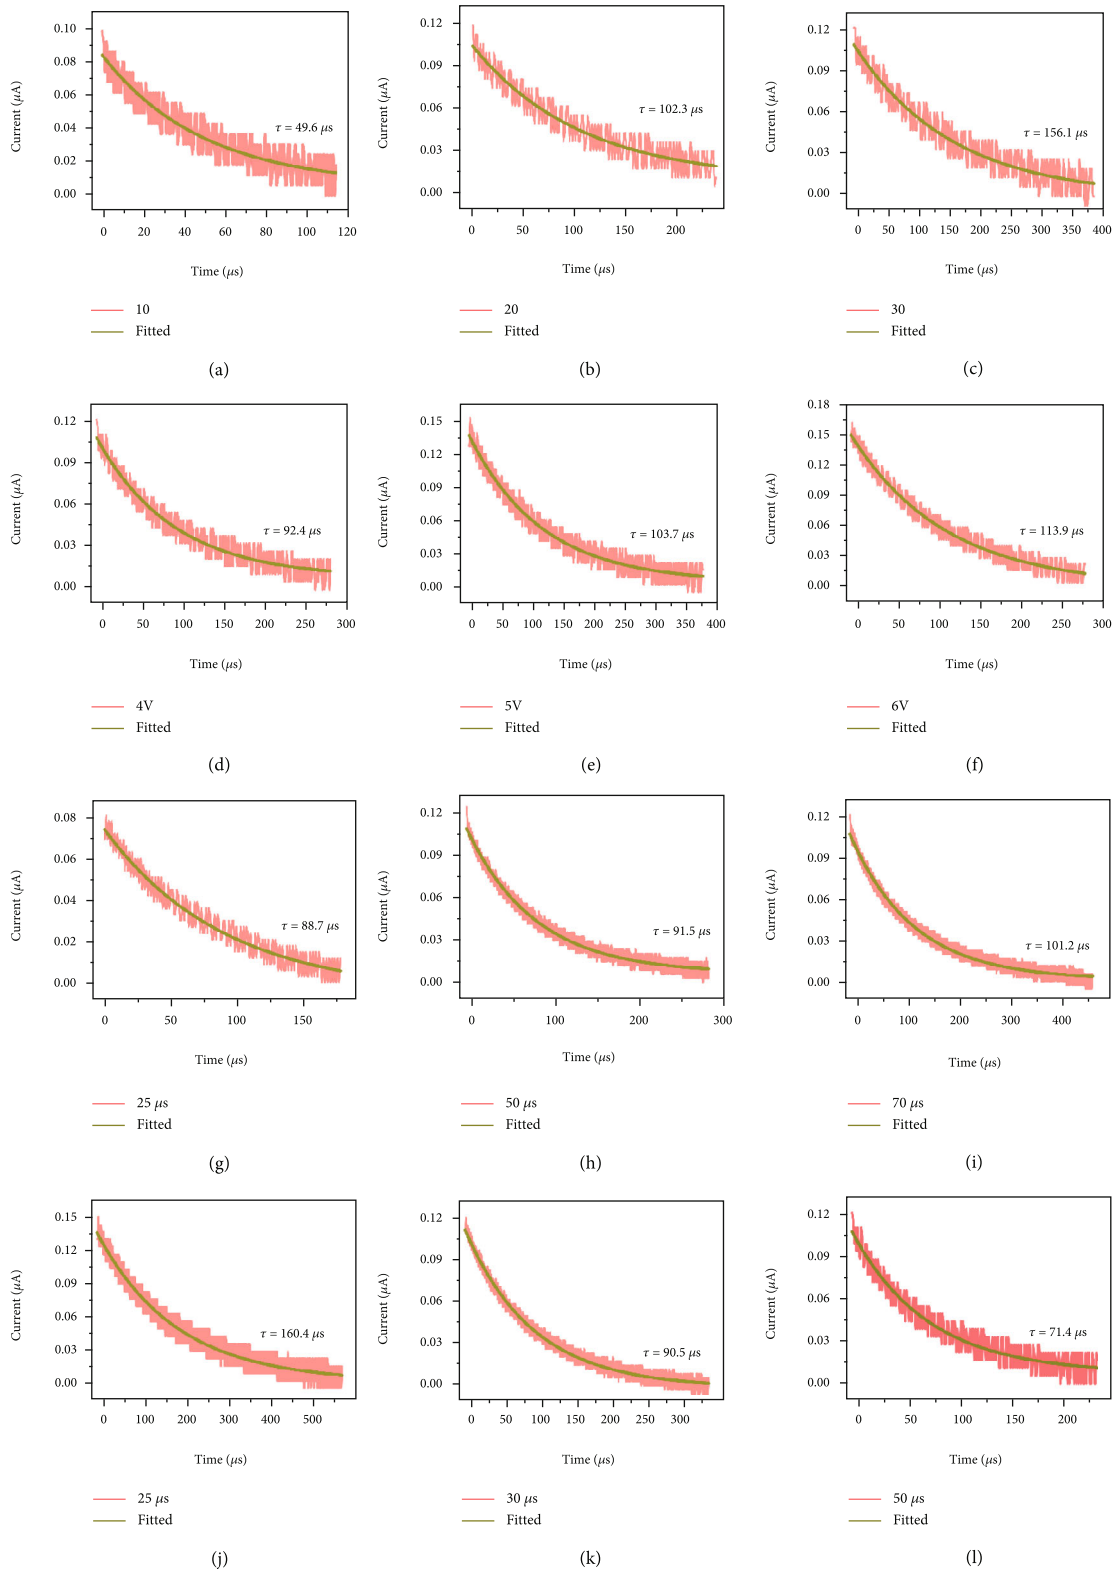 0.10
0.08
0.06
0.04
0.02
0.00
Current (μA)
τ = 49.6 μs
0 20 40 60 80 100 120
Time (μs)
10
Fitted
(a)
0.12
0.09
0.06
0.03
0.00
Current (μA)
τ = 102.3 μs
0 50 100 150 200
Time (μs)
20
Fitted
(b)
0.12
0.09
0.06
0.03
0.00
Current (μA)
τ = 156.1 μs
0 50 100 150 200 250 300 350 400
Time (μs)
30
Fitted
(c)
0.12
0.09
0.06
0.03
0.00
Current (μA)
τ = 92.4 μs
0 50 100 150 200 250 300
Time (μs)
4V
Fitted
(d)
0.15
0.12
0.09
0.06
0.03
0.00
Current (μA)
τ = 103.7 μs
0 50 100 150 200 250 300 350 400
Time (μs)
5V
Fitted
(e)
0.18
0.15
0.12
0.09
0.06
0.03
0.00
Current (μA)
τ = 113.9 μs
0 50 100 150 200 250 300
Time (μs)
6V
Fitted
(f)
0.08
0.06
0.04
0.02
0.00
Current (μA)
τ = 88.7 μs
0 50 100 150
Time (μs)
25 μs
Fitted
(g)
0.12
0.09
0.06
0.03
0.00
Current (μA)
τ = 91.5 μs
0 100 200 300
Time (μs)
50 μs
Fitted
(h)
0.12
0.09
0.06
0.03
0.00
Current (μA)
τ = 101.2 μs
0 100 200 300 400
Time (μs)
70 μs
Fitted
(i)
0.15
0.12
0.09
0.06
0.03
0.00
Current (μA)
τ = 160.4 μs
0 100 200 300 400 500
Time (μs)
25 μs
Fitted
(j)
0.12
0.09
0.06
0.03
0.00
Current (μA)
τ = 90.5 μs
0 50 100 150 200 250 300
Time (μs)
30 μs
Fitted
(k)
0.12
0.09
0.06
0.03
0.00
Current (μA)
τ = 71.4 μs
0 50 100 150 200
Time (μs)
50 μs
Fitted
(l)